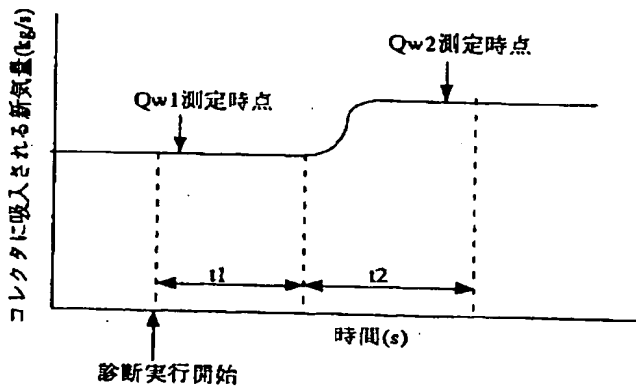 Qw2測定時点
Qw1測定時点
コレクタに吸入される新気量(kg/s)
t1
t2
時間(s)
診断実行開始